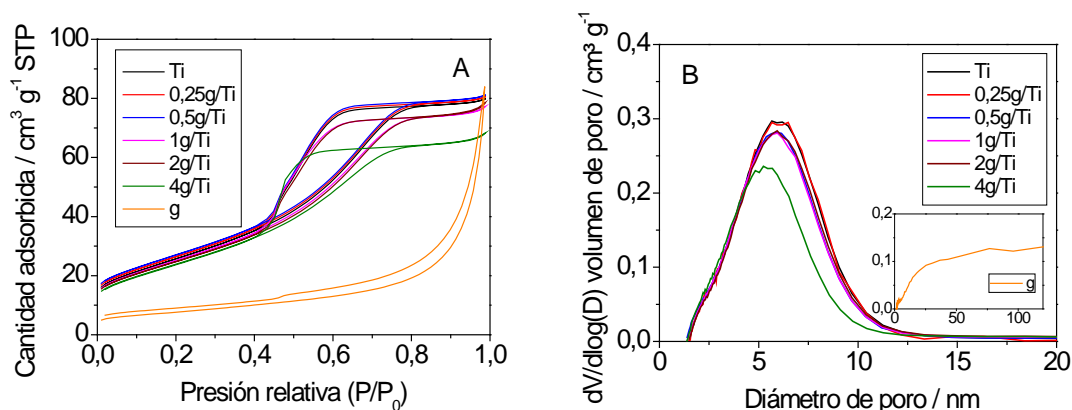 A
Ti
0,25g/Ti
0,5g/Ti
1g/Ti
2g/Ti
4g/Ti
g
100
80
60
40
20
0
0,0 0,2 0,4 0,6 0,8 1,0
Cantidad adsorbida / cm³ g⁻¹ STP
Presión relativa (P/P₀)
B
Ti
0,25g/Ti
0,5g/Ti
1g/Ti
2g/Ti
4g/Ti
0,4
0,3
0,2
0,1
0,0
0 5 10 15 20
dV/dlog(D) volumen de poro / cm³ g⁻¹
Diámetro de poro / nm
0,2
0,1
0,0
0 50 100
g